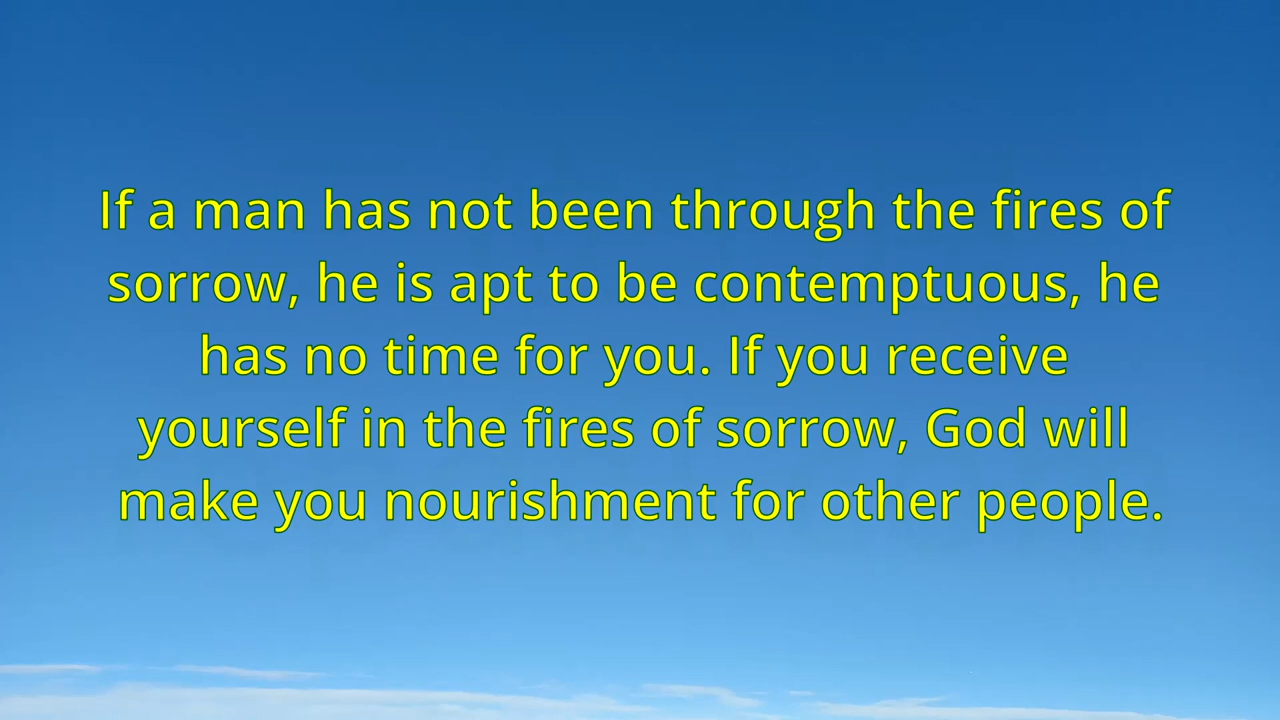 If a man has not been through the fires of
sorrow, he is apt to be contemptuous, he
has no time for you. If you receive
yourself in the fires of sorrow, God will
make you nourishment for other people.